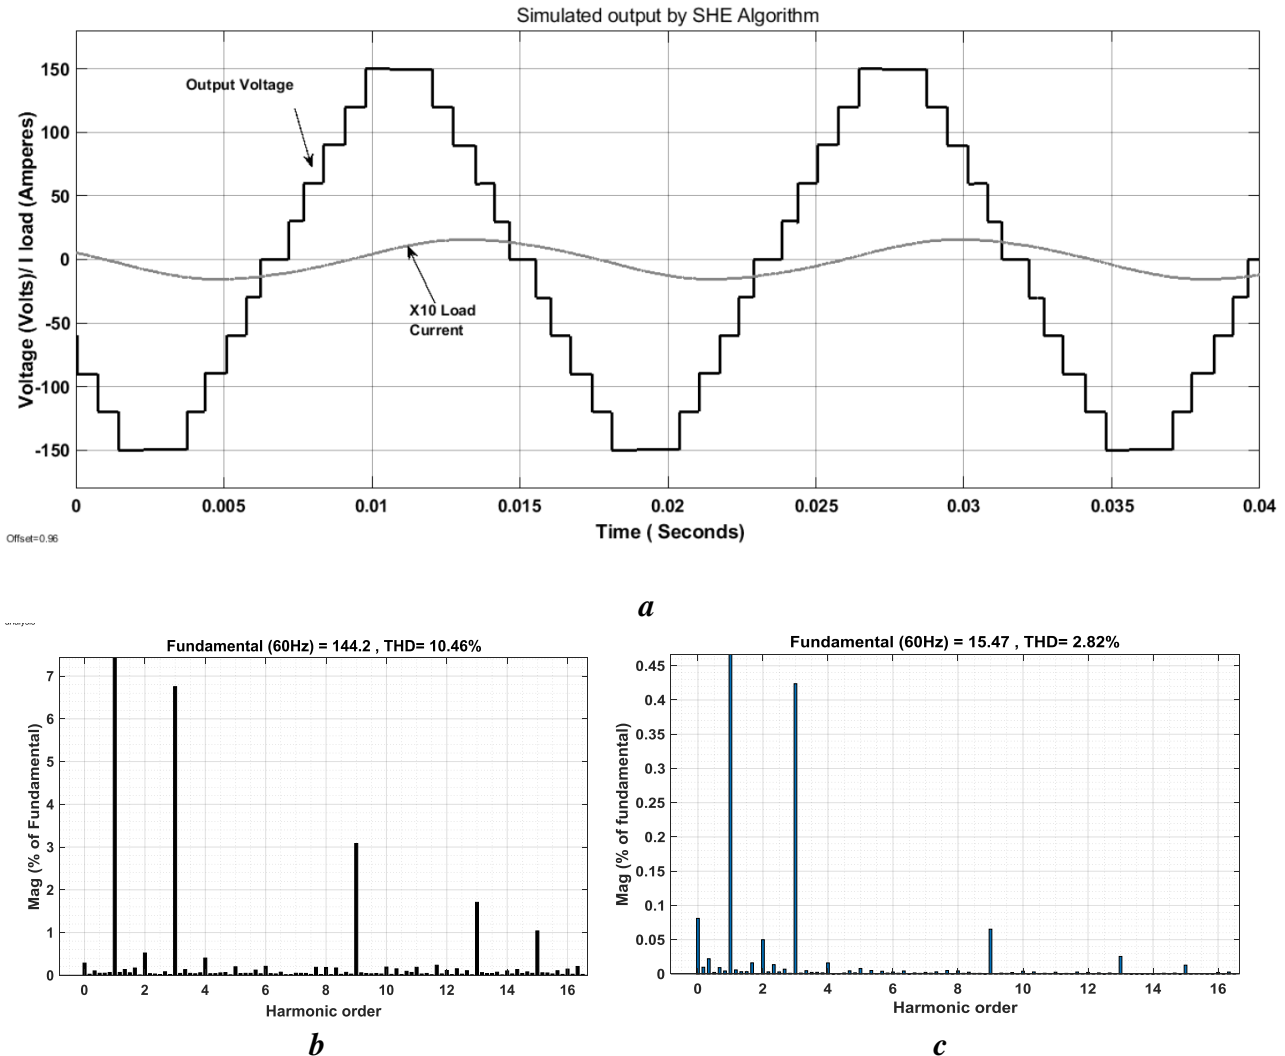 Simulated output by SHE Algorithm
Voltage (Volts)/ I load (Amperes)
150
100
50
0
-50
-100
-150
Output Voltage
X10 Load
Current
0 0.005 0.01 0.015 0.02 0.025 0.03 0.035 0.04
Time ( Seconds)
Offset=0.96
a
Fundamental (60Hz) = 144.2 , THD= 10.46%
Mag (% of Fundamental)
7
6
5
4
3
2
1
0
0 2 4 6 8 10 12 14 16
Harmonic order
b
Fundamental (60Hz) = 15.47 , THD= 2.82%
Mag (% of fundamental)
0.45
0.4
0.35
0.3
0.25
0.2
0.15
0.1
0.05
0
0 2 4 6 8 10 12 14 16
Harmonic order
c